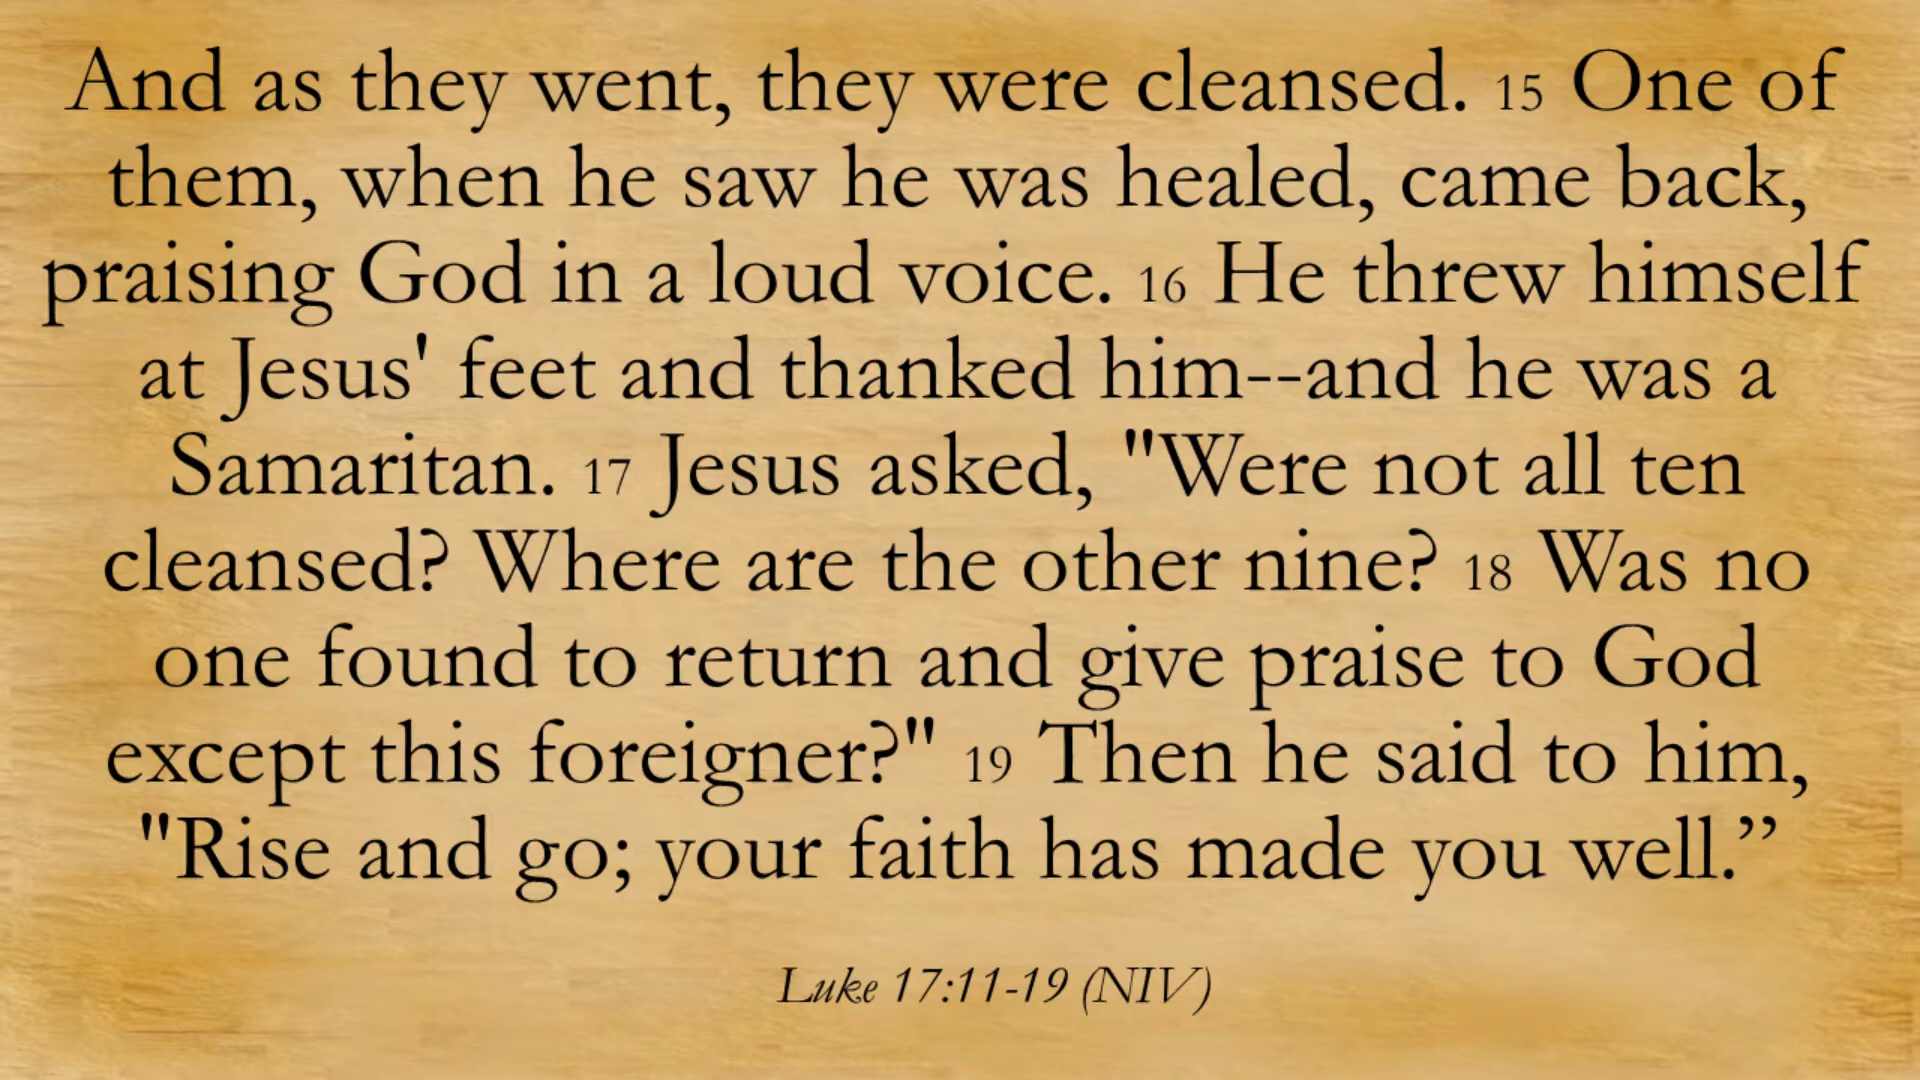 And as they went, they were cleansed. 15 One of
them, when he saw he was healed, came back,
praising God in a loud voice. 16 He threw himself
at Jesus' feet and thanked him--and he was a
Samaritan. 17 Jesus asked, "Were not all ten
cleansed? Where are the other nine? 18 Was no
one found to return and give praise to God
except this foreigner?" 19 Then he said to him,
"Rise and go; your faith has made you well.”
Luke 17:11-19 (NIV)